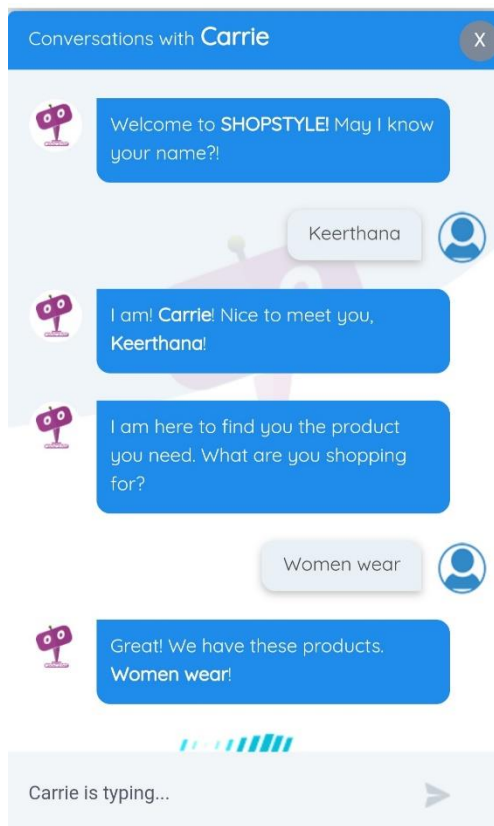 Conversations with Carrie
X
Welcome to SHOPSTYLE! May I know
your name?!
Keerthana
I am! Carrie! Nice to meet you,
Keerthana!
I am here to find you the product
you need. What are you shopping
for?
Women wear
Great! We have these products.
Women wear!
Carrie is typing...